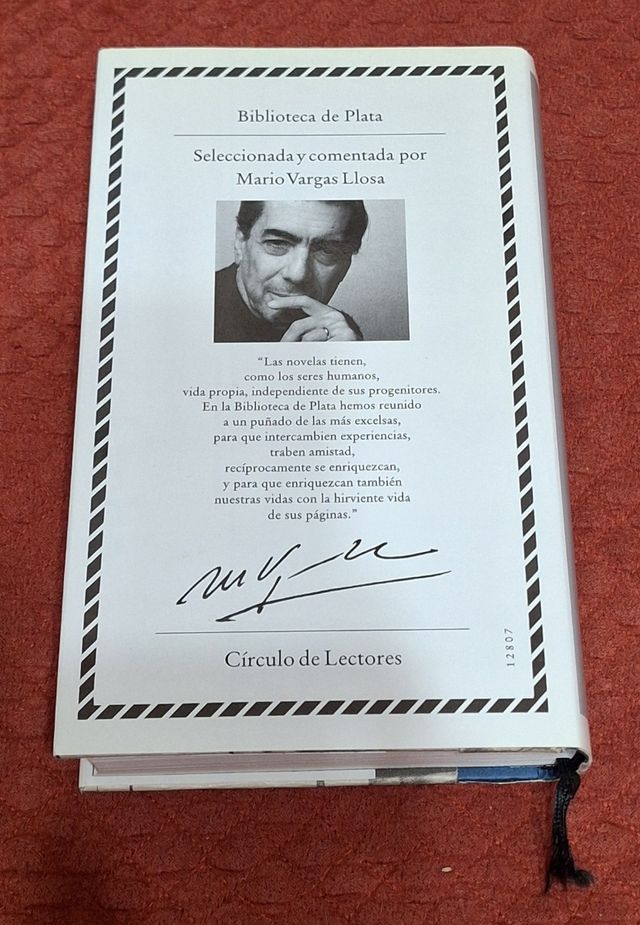 Biblioteca de Plata
Seleccionada y comentada por
Mario Vargas Llosa
“Las novelas tienen,
como los seres humanos,
vida propia, independiente de sus progenitores.
En la Biblioteca de Plata hemos reunido
a un puñado de las más excelsas,
para que intercambien experiencias,
traben amistad,
recíprocamente se enriquezcan,
y para que enriquezcan también
nuestras vidas con la hirviente vida
de sus páginas.”
Círculo de Lectores
12807